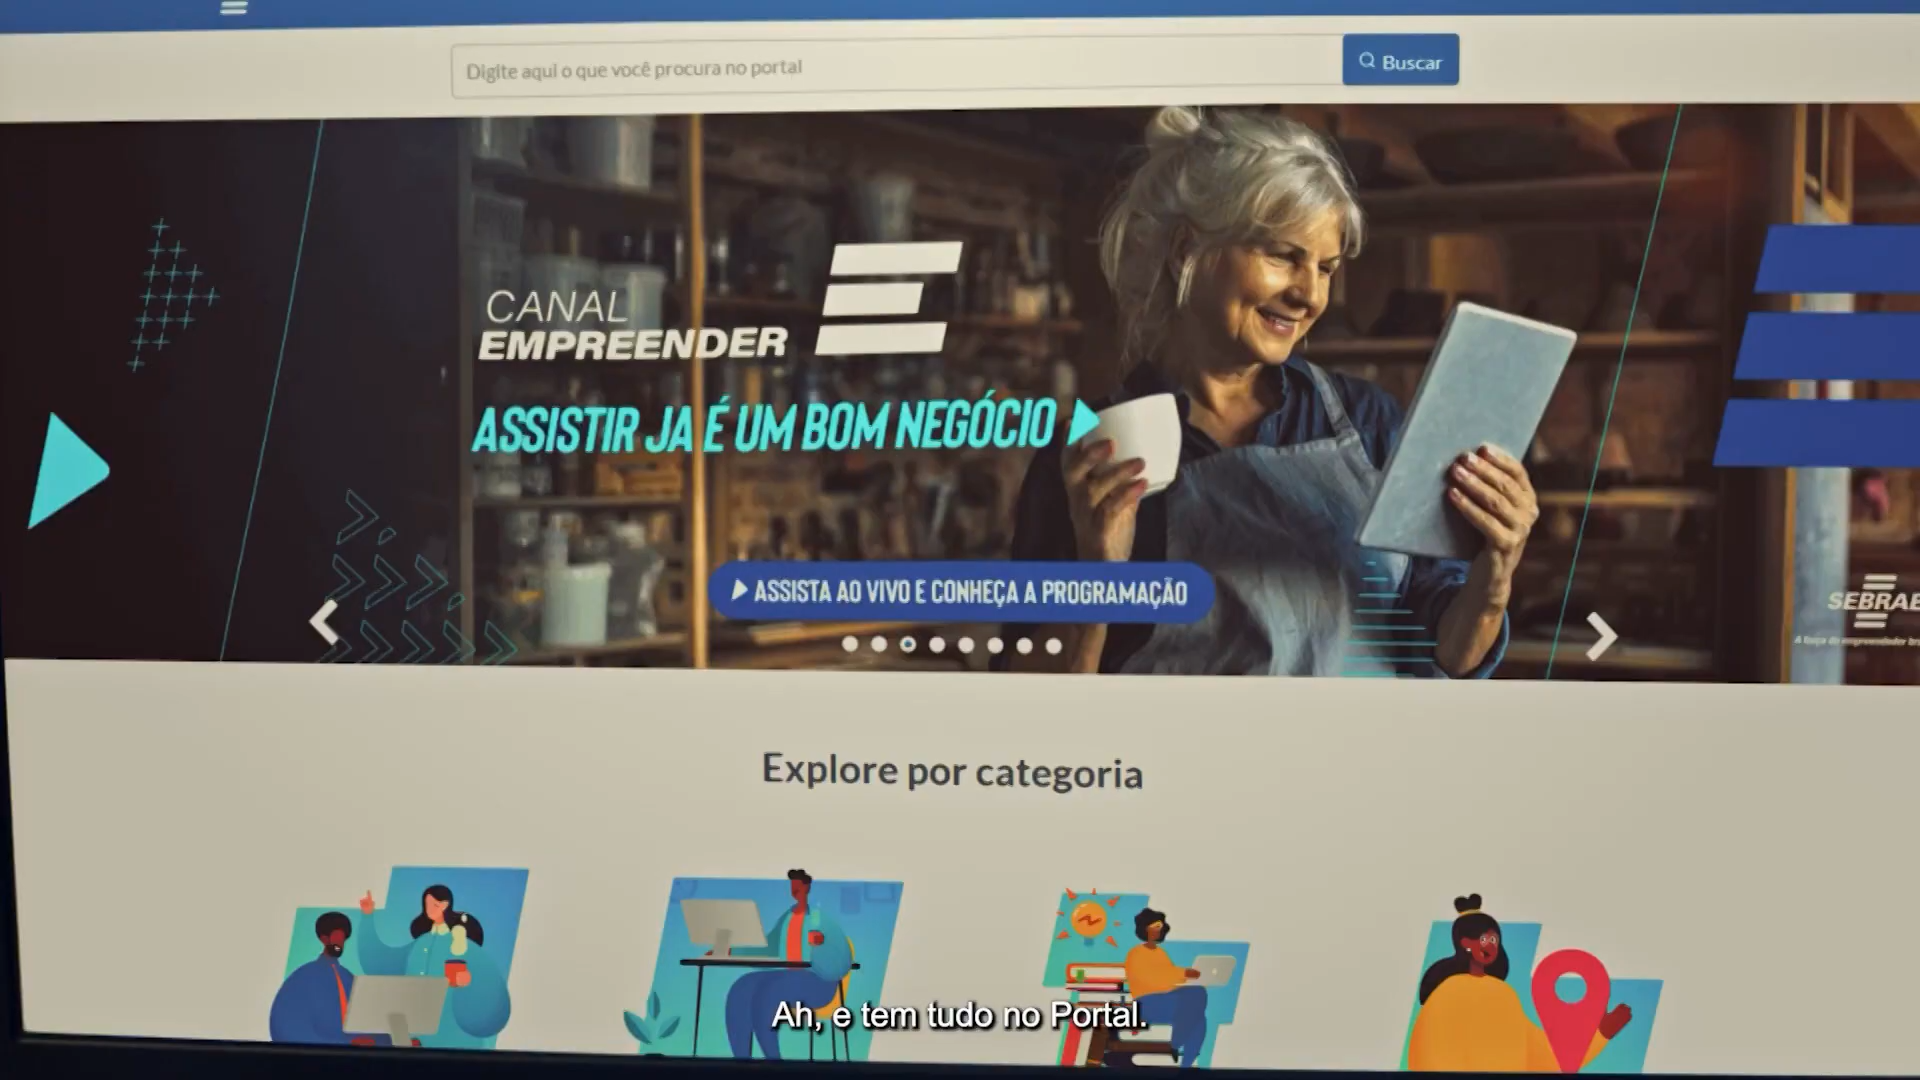 Digite aqui o que você procura no portal
Buscar
CANAL
EMPREENDER
ASSISTIR JA É UM BOM NEGÓCIO
ASSISTA AO VIVO E CONHEÇA A PROGRAMAÇÃO
SEBRAE
Explore por categoria
Ah, e tem tudo no Portal.